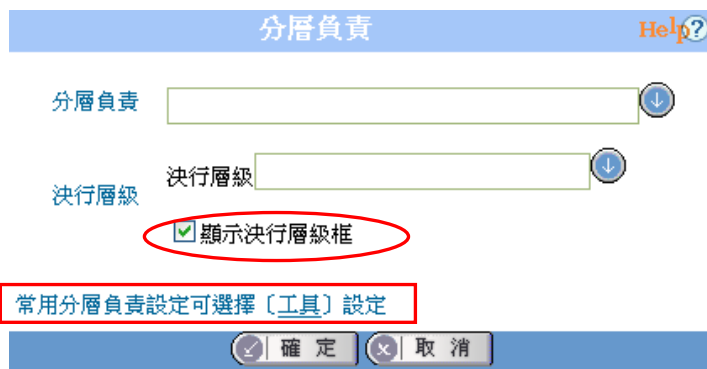 分層負責
Help?
分層負責
決行層級
決行層級
顯示決行層級框
常用分層負責設定可選擇〔工具〕設定
確 定 取 消